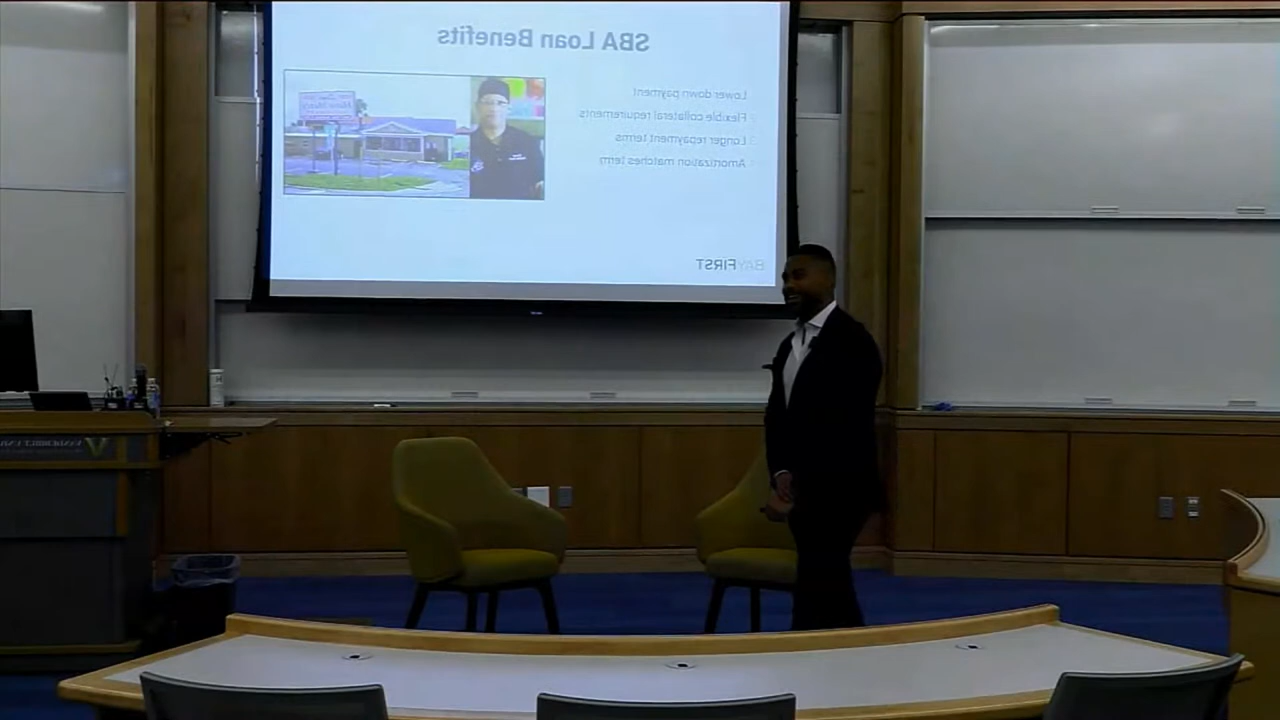 SBA Loan Benefits
Lower down payment
Flexible collateral requirements
Longer repayment terms
Amortization matches term
BAYFIRST